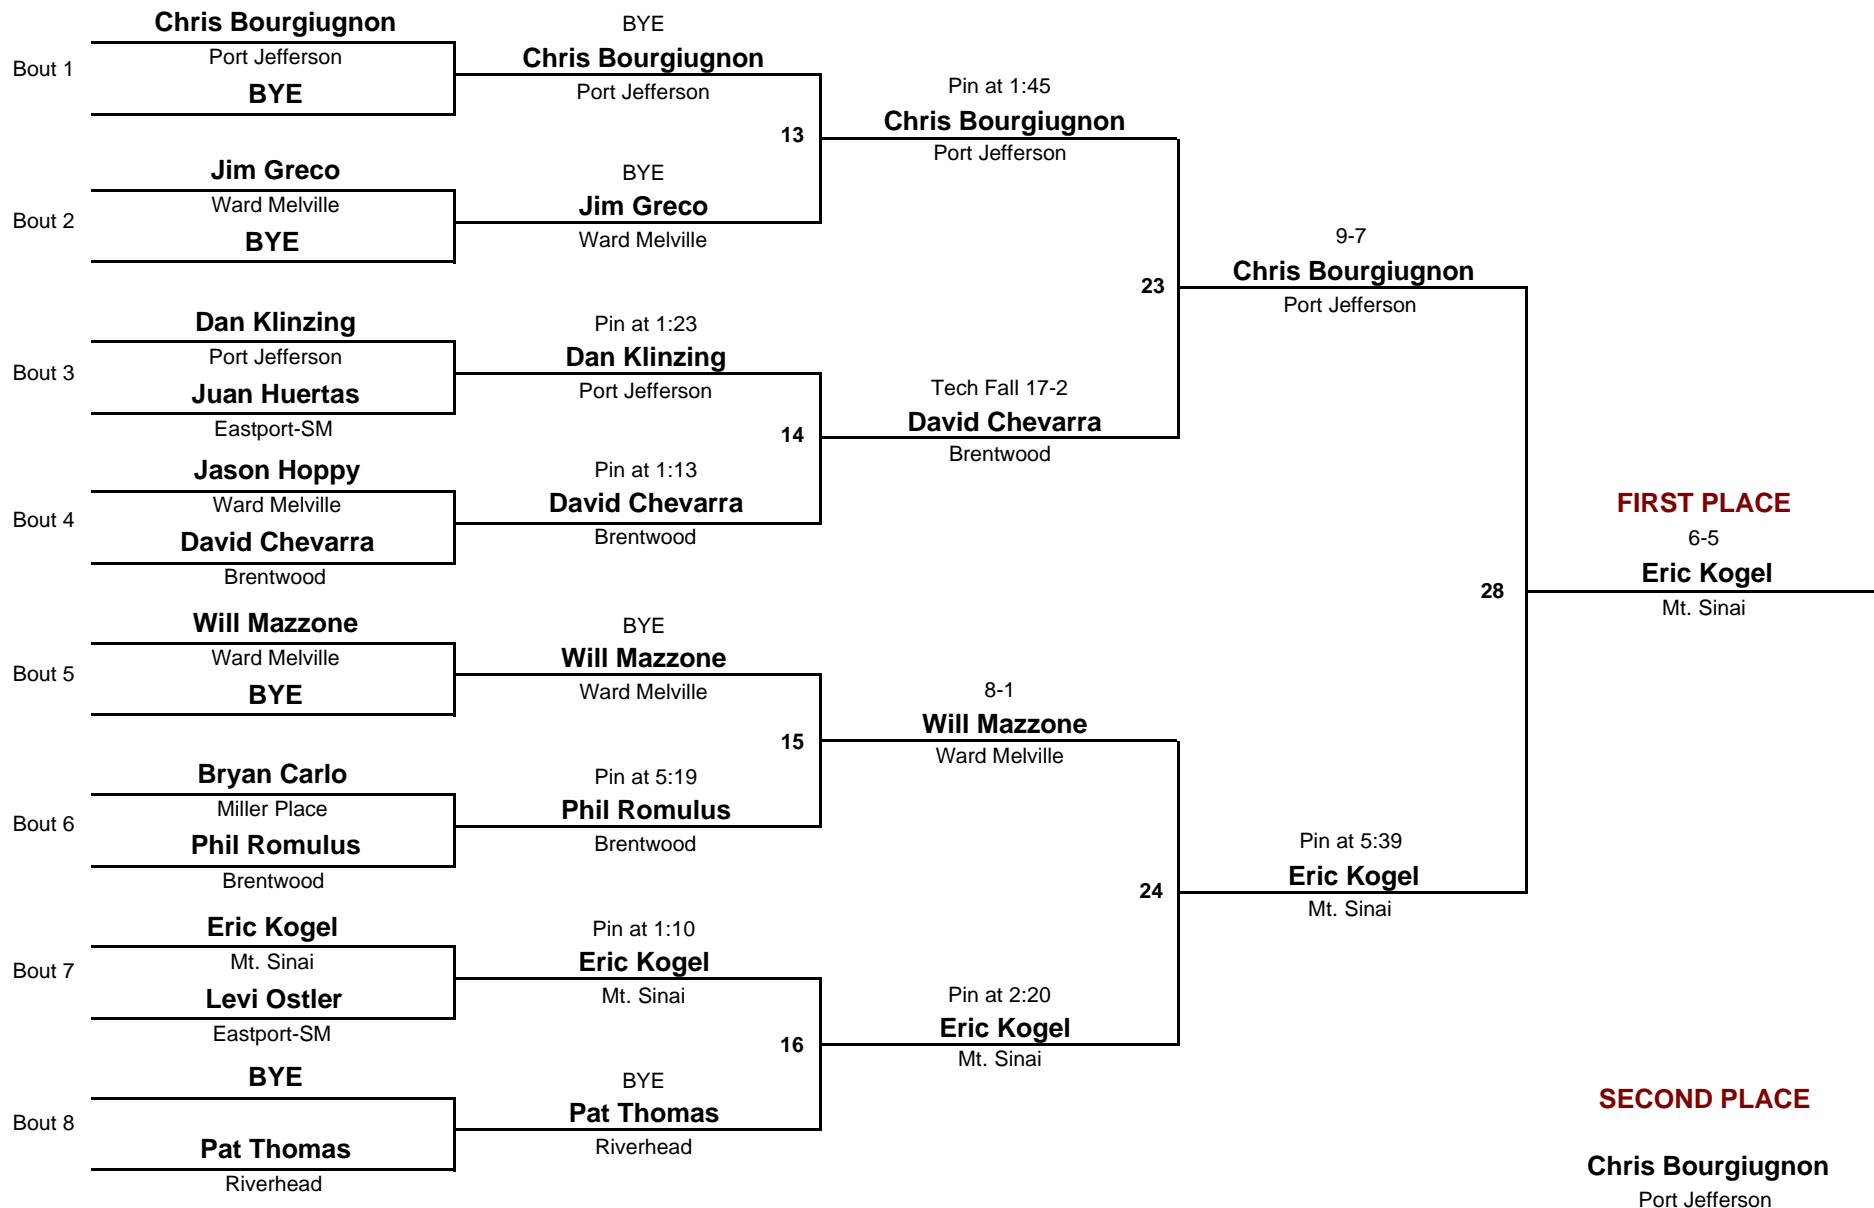 Chris Bourgiugnon
Bout 1
Port Jefferson
BYE
Jim Greco
Bout 2
Ward Melville
BYE
Dan Klinzing
Bout 3
Port Jefferson
Juan Huertas
Eastport-SM
Jason Hoppy
Bout 4
Ward Melville
David Chevarra
Brentwood
Will Mazzone
Bout 5
Ward Melville
BYE
Bryan Carlo
Bout 6
Miller Place
Phil Romulus
Brentwood
Eric Kogel
Bout 7
Mt. Sinai
Levi Ostler
Eastport-SM
BYE
Bout 8
Pat Thomas
Riverhead
BYE
Chris Bourgiugnon
Port Jefferson
13
BYE
Jim Greco
Ward Melville
Pin at 1:23
Dan Klinzing
Port Jefferson
14
Pin at 1:13
David Chevarra
Brentwood
BYE
Will Mazzone
Ward Melville
15
Pin at 5:19
Phil Romulus
Brentwood
Pin at 1:10
Eric Kogel
Mt. Sinai
16
BYE
Pat Thomas
Riverhead
Pin at 1:45
Chris Bourgiugnon
Port Jefferson
23
Tech Fall 17-2
David Chevarra
Brentwood
8-1
Will Mazzone
Ward Melville
24
Pin at 2:20
Eric Kogel
Mt. Sinai
9-7
Chris Bourgiugnon
Port Jefferson
28
Pin at 5:39
Eric Kogel
Mt. Sinai
FIRST PLACE
6-5
Eric Kogel
Mt. Sinai
SECOND PLACE
Chris Bourgiugnon
Port Jefferson